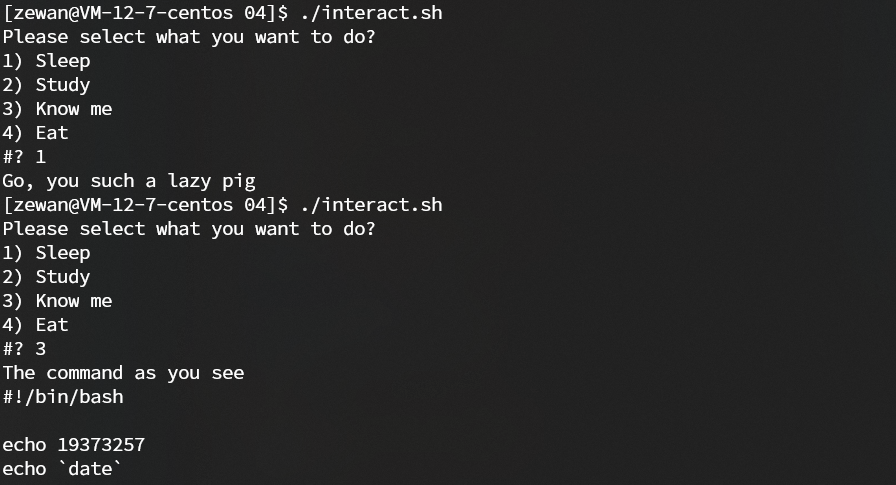 [zewan@VM-12-7-centos 04]$ ./interact.sh
Please select what you want to do?
1) Sleep
2) Study
3) Know me
4) Eat
#? 1
Go, you such a lazy pig
[zewan@VM-12-7-centos 04]$ ./interact.sh
Please select what you want to do?
1) Sleep
2) Study
3) Know me
4) Eat
#? 3
The command as you see
#!/bin/bash

echo 19373257
echo `date`